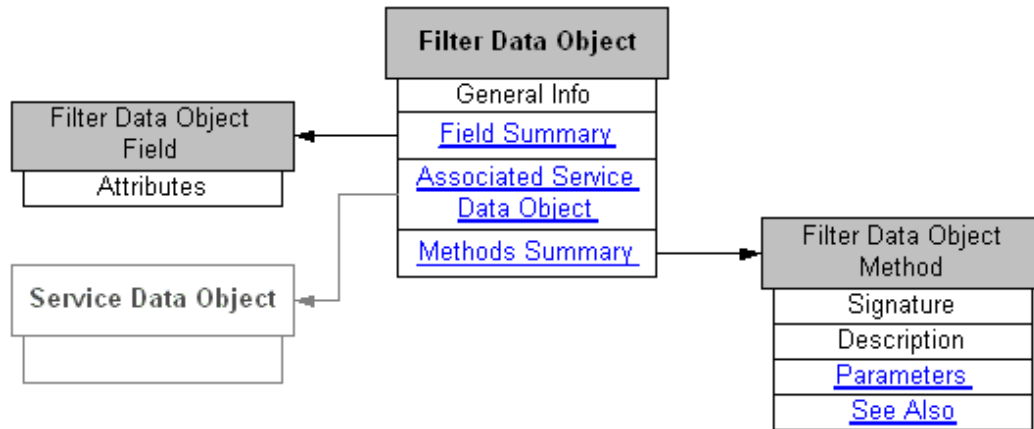 Filter Data Object
General Info
Field Summary
Associated Service
Data Object
Methods Summary
Filter Data Object
Field
Attributes
Service Data Object
Filter Data Object
Method
Signature
Description
Parameters
See Also